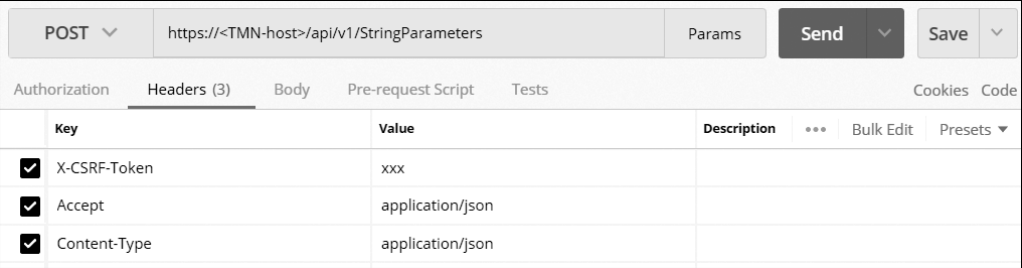 POST https://<TMN-host>/api/v1/StringParameters Params Send Save
Authorization Headers (3) Body Pre-request Script Tests Cookies Code
Key Value Description ••• Bulk Edit Presets
X-CSRF-Token xxx
Accept application/json
Content-Type application/json